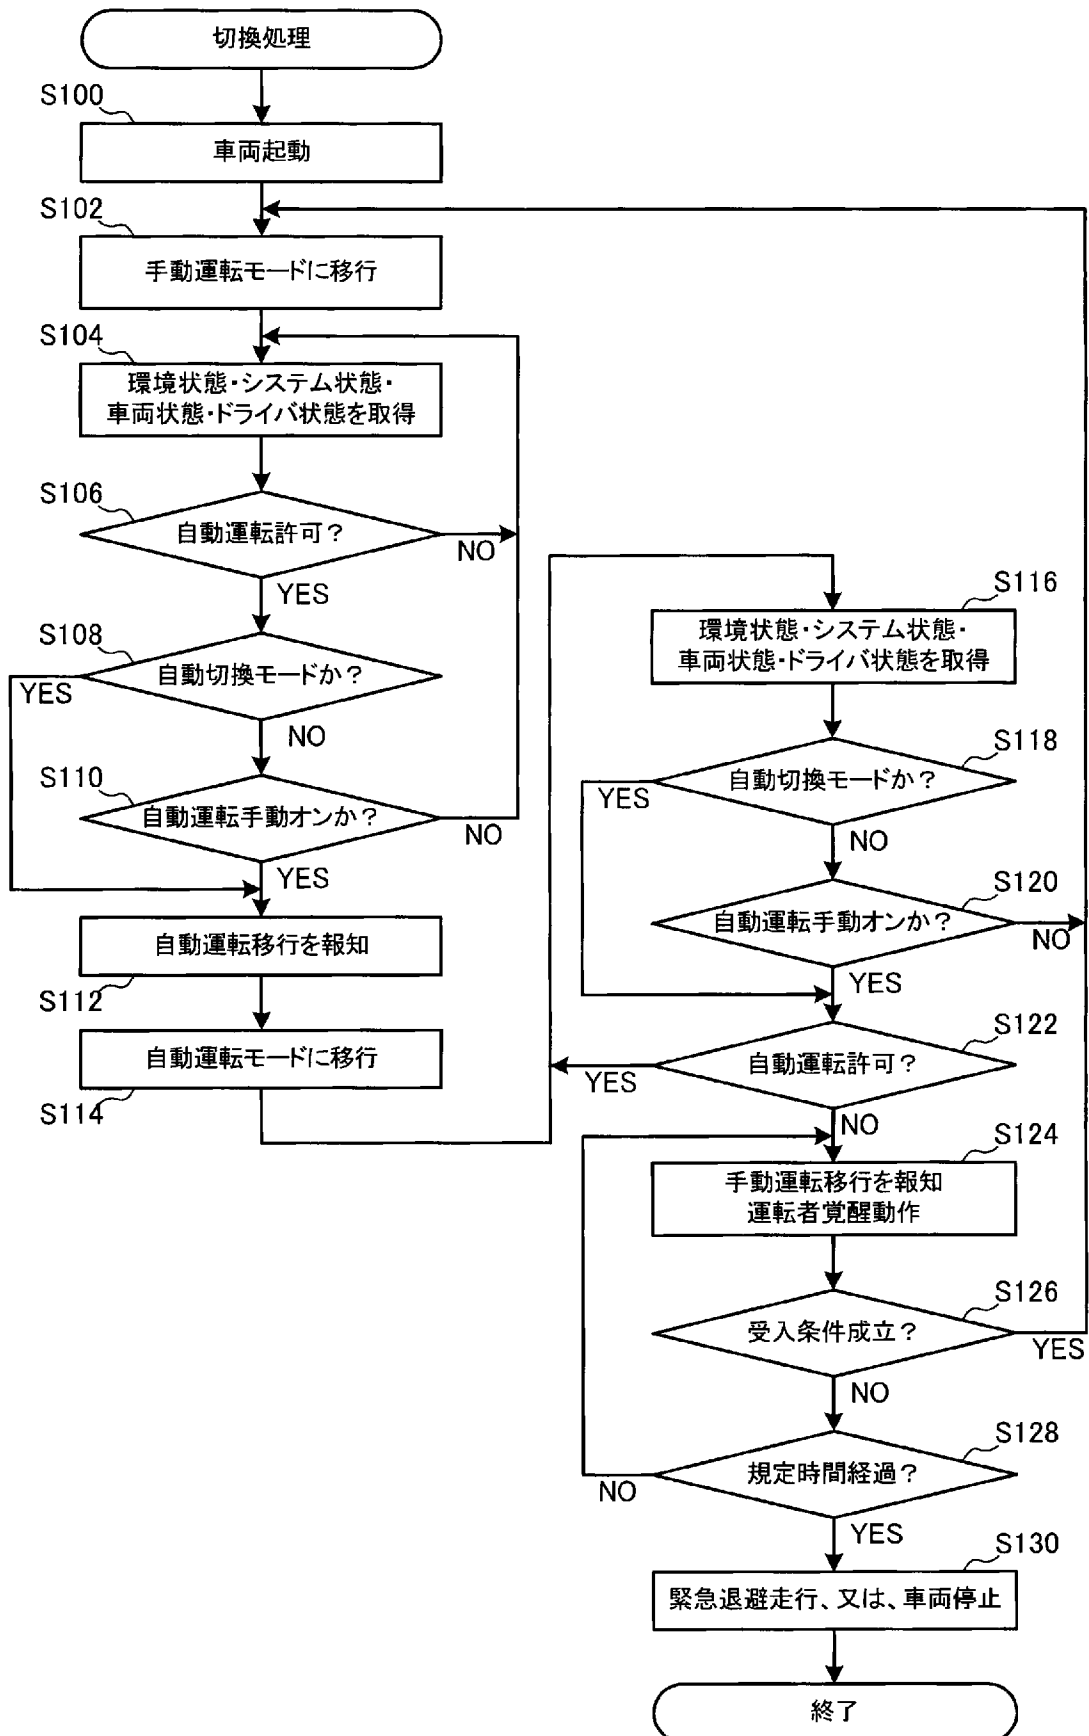 切換処理
S100
車両起動
S102
手動運転モードに移行
S104
環境状態・システム状態・
車両状態・ドライバ状態を取得
S106
自動運転許可?
NO
YES
S108
自動切換モードか?
YES
NO
S110
自動運転手動オンか?
NO
YES
自動運転移行を報知
S112
自動運転モードに移行
S114
S116
環境状態・システム状態・
車両状態・ドライバ状態を取得
S118
自動切換モードか?
YES
NO
S120
自動運転手動オンか?
NO
YES
S122
自動運転許可?
YES
NO
S124
手動運転移行を報知
運転者覚醒動作
S126
受入条件成立?
YES
NO
S128
規定時間経過?
NO
YES
S130
緊急退避走行、又は、車両停止
終了